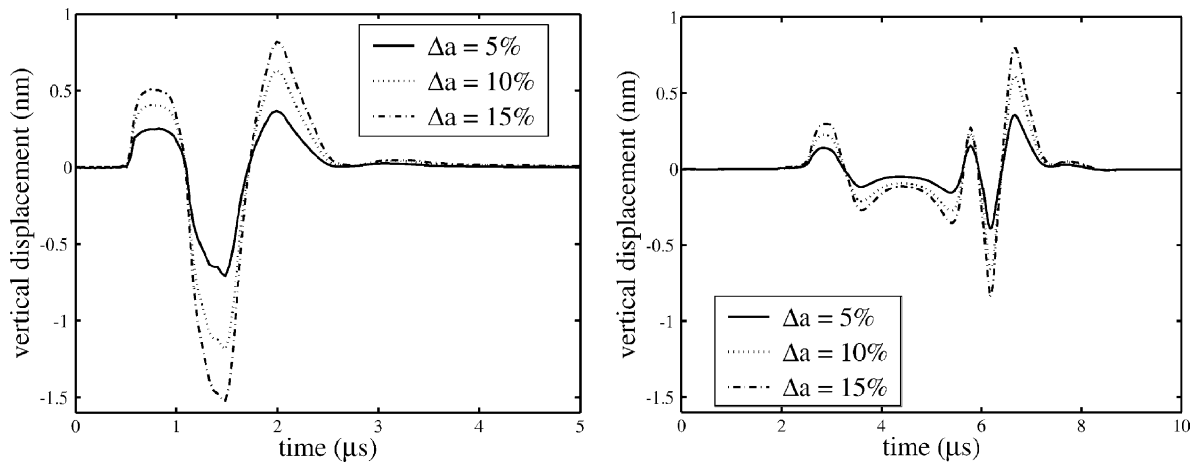 1
0.5
0
-0.5
-1
-1.5
vertical displacement (nm)
Δa = 5%
Δa = 10%
Δa = 15%
0 1 2 3 4 5
time (μs)
1
0.5
0
-0.5
-1
-1.5
vertical displacement (nm)
Δa = 5%
Δa = 10%
Δa = 15%
0 2 4 6 8 10
time (μs)